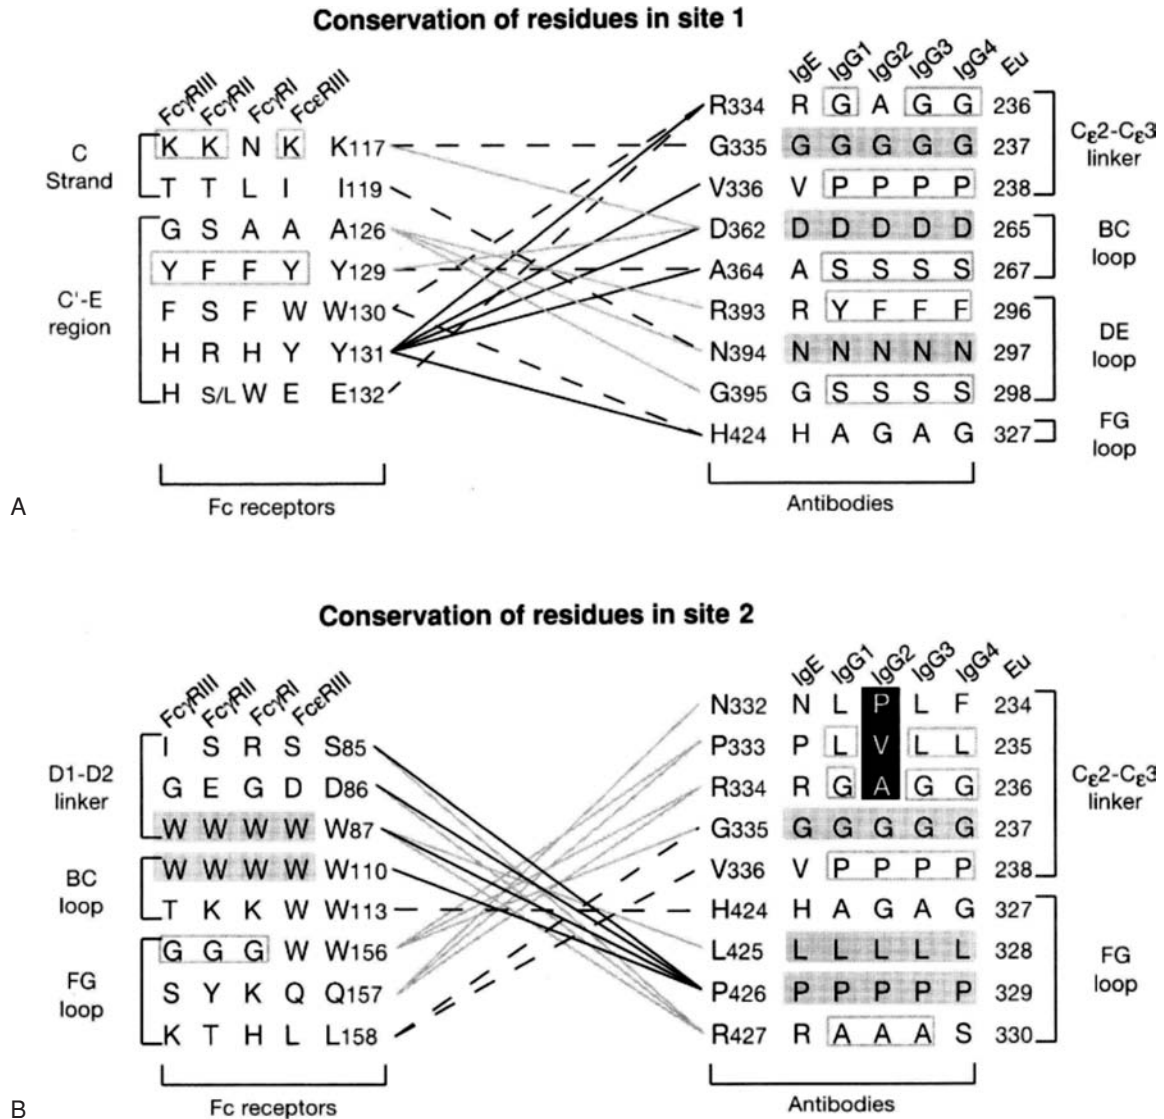 Conservation of residues in site 1
FcγRIII FcγRII FcγRI FcεRIII
IgE IgG1 IgG2 IgG3 IgG4 Eu
C Strand
K K N K K117
T T L I I119
C'-E region
G S A A A126
Y F F Y Y129
F S F W W130
H R H Y Y131
H S/L W E E132
Fc receptors
R334 R G A G G 236
G335 G G G G G 237
V336 V P P P P 238
Cε2-Cε3 linker
D362 D D D D D 265
A364 A S S S S 267
BC loop
R393 R Y F F F 296
N394 N N N N N 297
G395 G S S S S 298
DE loop
H424 H A G A G 327
FG loop
Antibodies
A
Conservation of residues in site 2
FcγRIII FcγRII FcγRI FcεRIII
IgE IgG1 IgG2 IgG3 IgG4 Eu
D1-D2 linker
I S R S S85
G E G D D86
W W W W W87
BC loop
W W W W W110
T K K W W113
FG loop
G G G W W156
S Y K Q Q157
K T H L L158
Fc receptors
N332 N L P L F 234
P333 P L V L L 235
R334 R G A G G 236
G335 G G G G G 237
V336 V P P P P 238
Cε2-Cε3 linker
H424 H A G A G 327
L425 L L L L L 328
P426 P P P P P 329
R427 R A A A S 330
FG loop
Antibodies
B